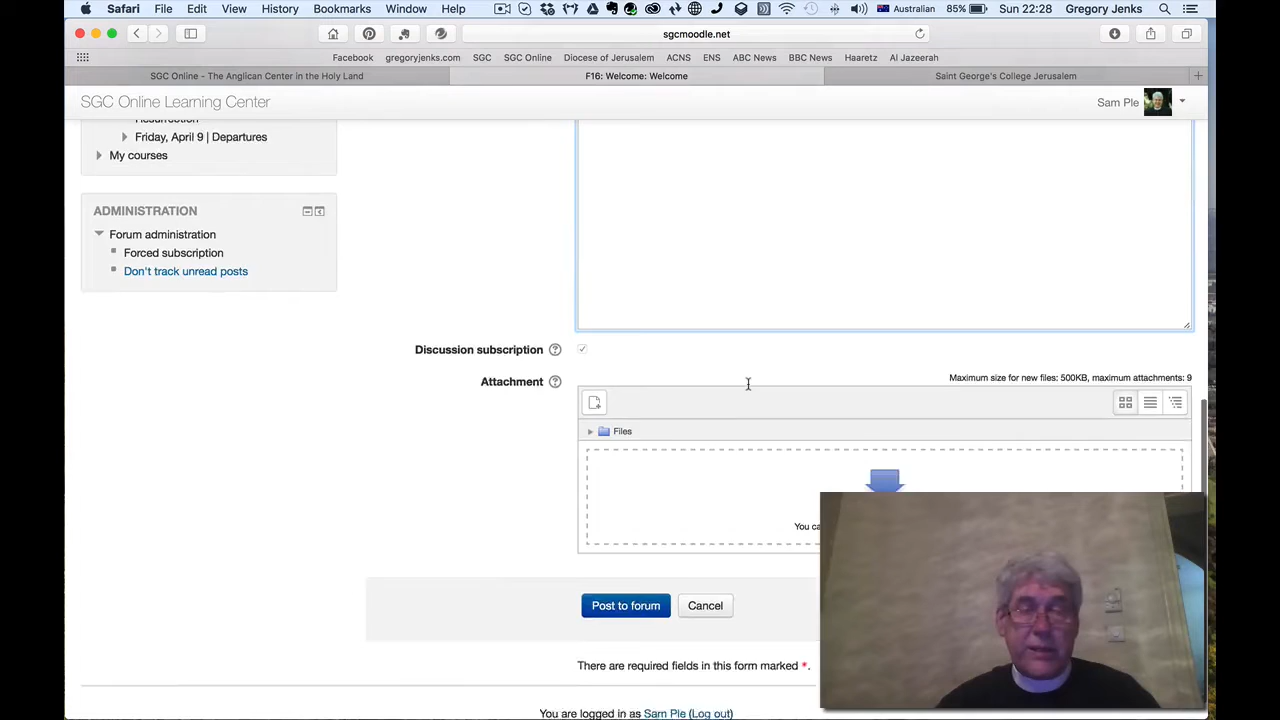 Safari File Edit View History Bookmarks Window Help Australian 85% Sun 22:28 Gregory Jenks
sgcmoodle.net
Facebook gregoryjenks.com SGC SGC Online Diocese of Jerusalem ACNS ENS ABC News BBC News Haaretz Al Jazeerah
SGC Online - The Anglican Center in the Holy Land F16: Welcome: Welcome Saint George's College Jerusalem
SGC Online Learning Center Sam Ple
Resurrection
Friday, April 9 | Departures
My courses
ADMINISTRATION
Forum administration
Forced subscription
Don't track unread posts
Discussion subscription
Attachment Maximum size for new files: 500KB, maximum attachments: 9
Files
You ca
Post to forum Cancel
There are required fields in this form marked *.
You are logged in as Sam Ple (Log out)